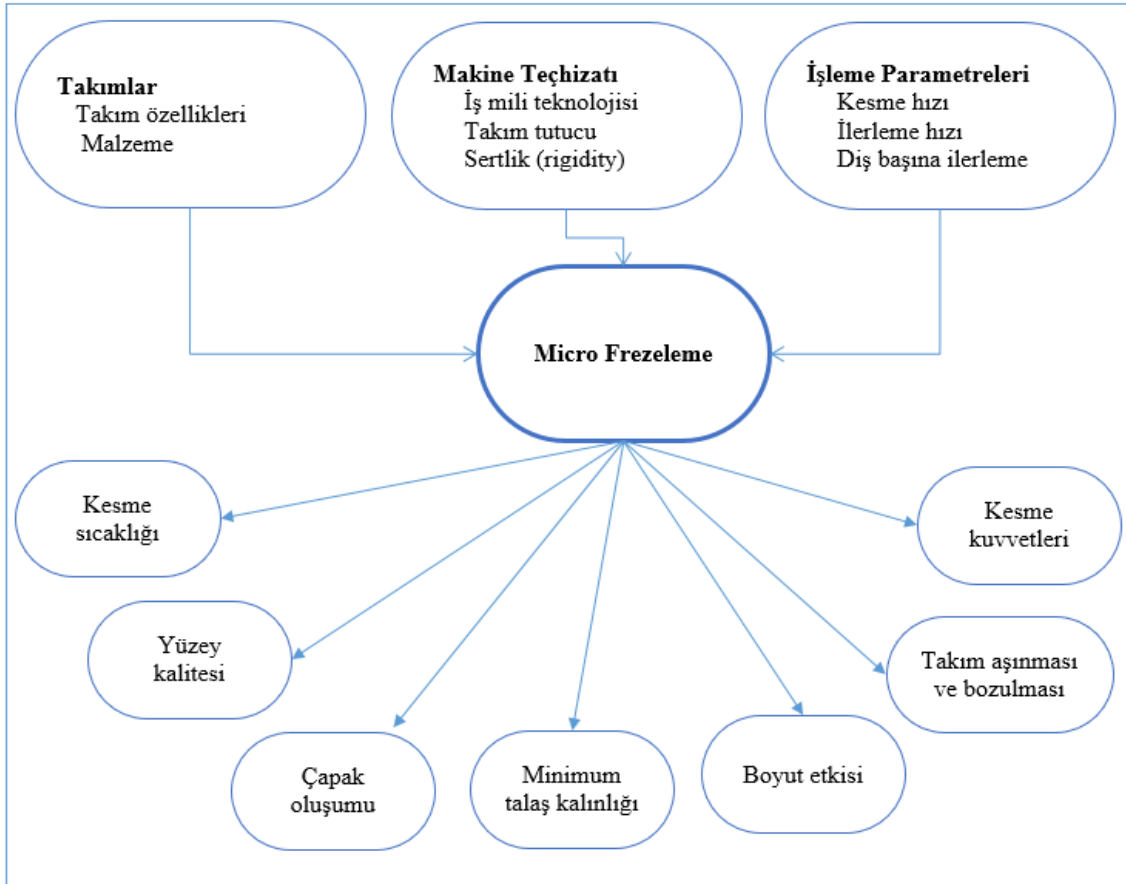 Takımlar
Takım özellikleri
Malzeme
Makine Teçhizatı
İş mili teknolojisi
Takım tutucu
Sertlik (rigidity)
İşleme Parametreleri
Kesme hızı
İlerleme hızı
Diş başına ilerleme
Micro Frezeleme
Kesme
sıcaklığı
Kesme
kuvvetleri
Yüzey
kalitesi
Takım aşınması
ve bozulması
Çapak
oluşumu
Minimum
talaş kalınlığı
Boyut etkisi